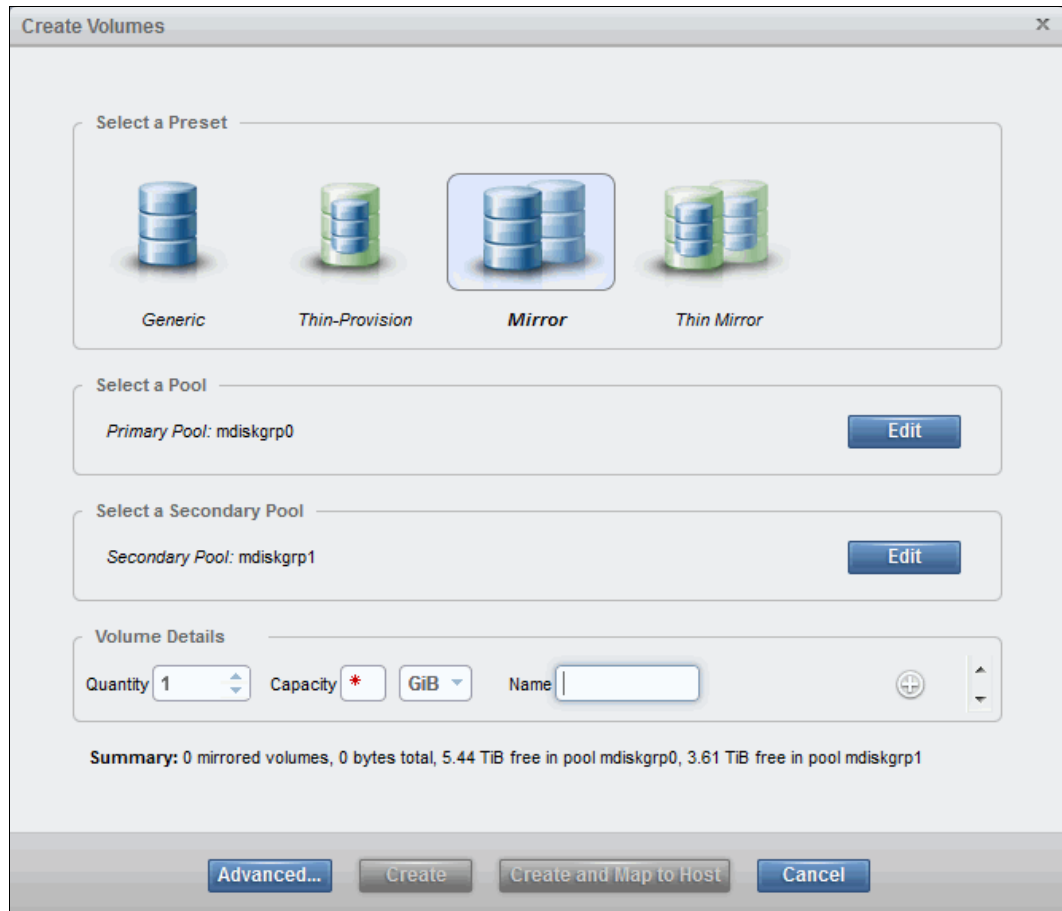 Create Volumes x
Select a Preset
Generic Thin-Provision Mirror Thin Mirror
Select a Pool
Primary Pool: mdiskgrp0 Edit
Select a Secondary Pool
Secondary Pool: mdiskgrp1 Edit
Volume Details
Quantity 1 Capacity * GiB Name
Summary: 0 mirrored volumes, 0 bytes total, 5.44 TiB free in pool mdiskgrp0, 3.61 TiB free in pool mdiskgrp1
Advanced... Create Create and Map to Host Cancel